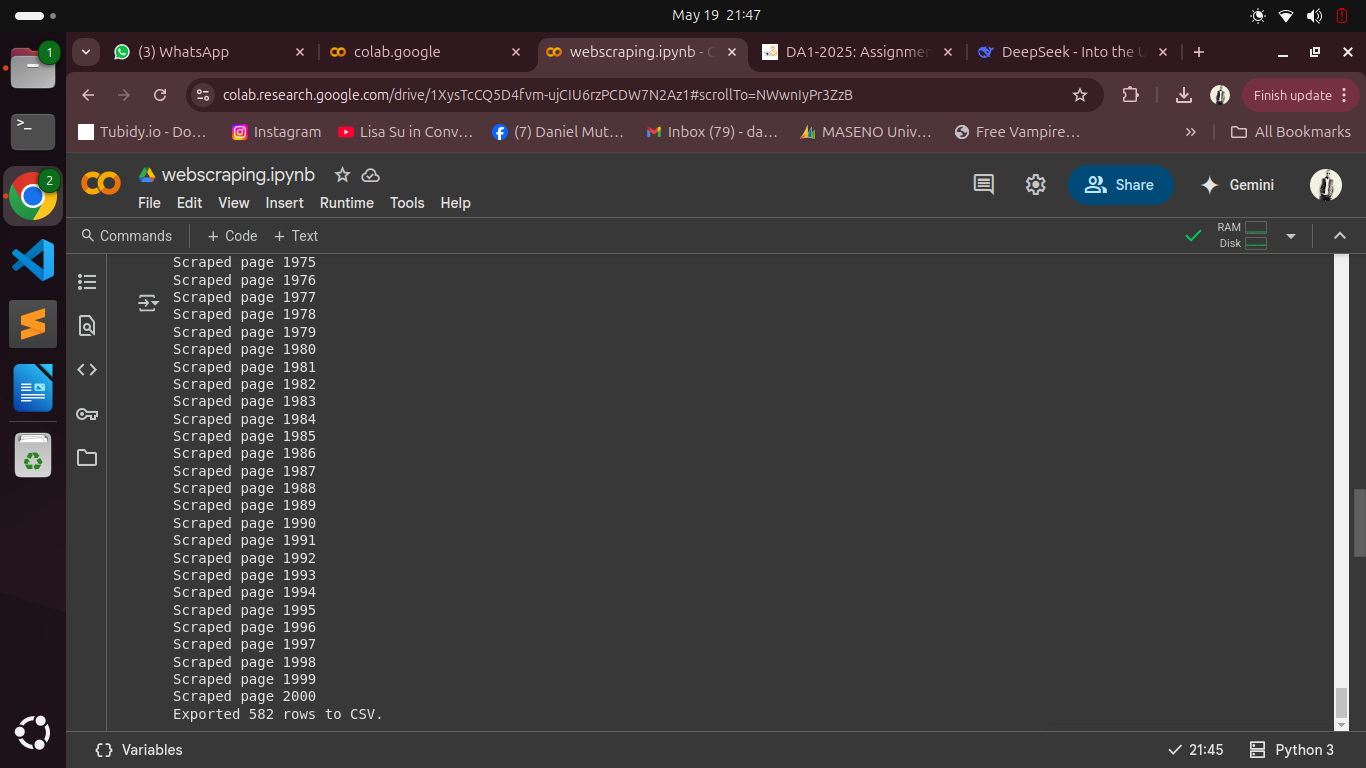 May 19 21:47
1
2
(3) WhatsApp
colab.google
webscraping.ipynb - C
DA1-2025: Assignmen
DeepSeek - Into the U
colab.research.google.com/drive/1XysTcCQ5D4fvm-ujCIU6rzPCDW7N2Az1#scrollTo=NWwnIyPr3ZzB
Finish update
Tubidy.io - Do…
Instagram
Lisa Su in Conv…
(7) Daniel Mut…
Inbox (79) - da…
MASENO Univ…
Free Vampire…
»
All Bookmarks
webscraping.ipynb
File Edit View Insert Runtime Tools Help
Share
Gemini
Commands
+ Code
+ Text
RAM
Disk
Scraped page 1975
Scraped page 1976
Scraped page 1977
Scraped page 1978
Scraped page 1979
Scraped page 1980
Scraped page 1981
Scraped page 1982
Scraped page 1983
Scraped page 1984
Scraped page 1985
Scraped page 1986
Scraped page 1987
Scraped page 1988
Scraped page 1989
Scraped page 1990
Scraped page 1991
Scraped page 1992
Scraped page 1993
Scraped page 1994
Scraped page 1995
Scraped page 1996
Scraped page 1997
Scraped page 1998
Scraped page 1999
Scraped page 2000
Exported 582 rows to CSV.
{} Variables
21:45
Python 3